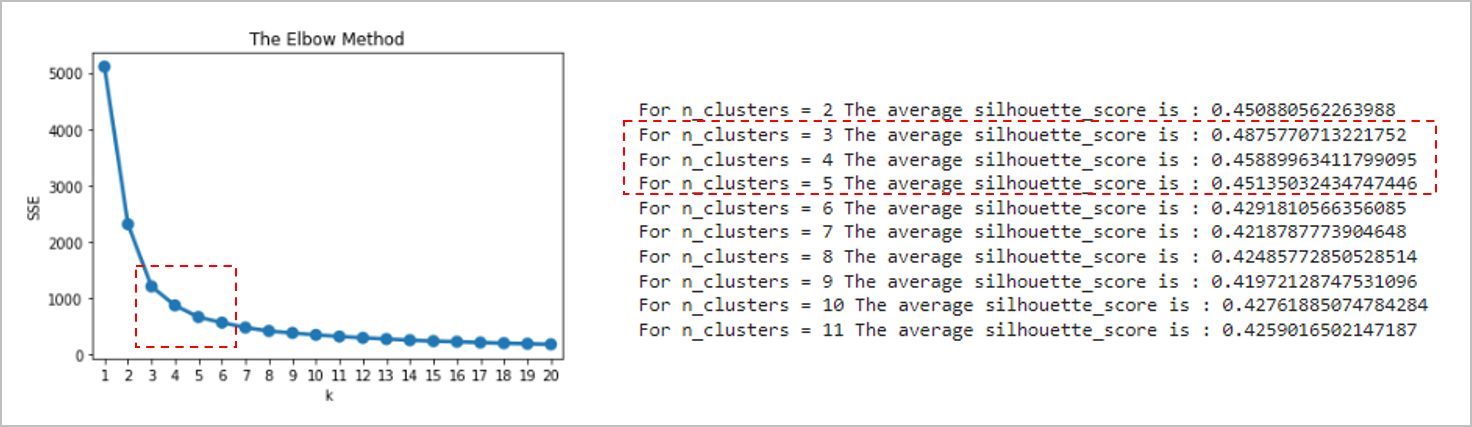 The Elbow Method
5000
4000
3000
2000
1000
0
SSE
1 2 3 4 5 6 7 8 9 10 11 12 13 14 15 16 17 18 19 20
k
For n_clusters = 2 The average silhouette_score is : 0.450880562263988
For n_clusters = 3 The average silhouette_score is : 0.4875770713221752
For n_clusters = 4 The average silhouette_score is : 0.45889963411799095
For n_clusters = 5 The average silhouette_score is : 0.45135032434747446
For n_clusters = 6 The average silhouette_score is : 0.4291810566356085
For n_clusters = 7 The average silhouette_score is : 0.4218787773904648
For n_clusters = 8 The average silhouette_score is : 0.42485772850528514
For n_clusters = 9 The average silhouette_score is : 0.41972128747531096
For n_clusters = 10 The average silhouette_score is : 0.42761885074784284
For n_clusters = 11 The average silhouette_score is : 0.4259016502147187